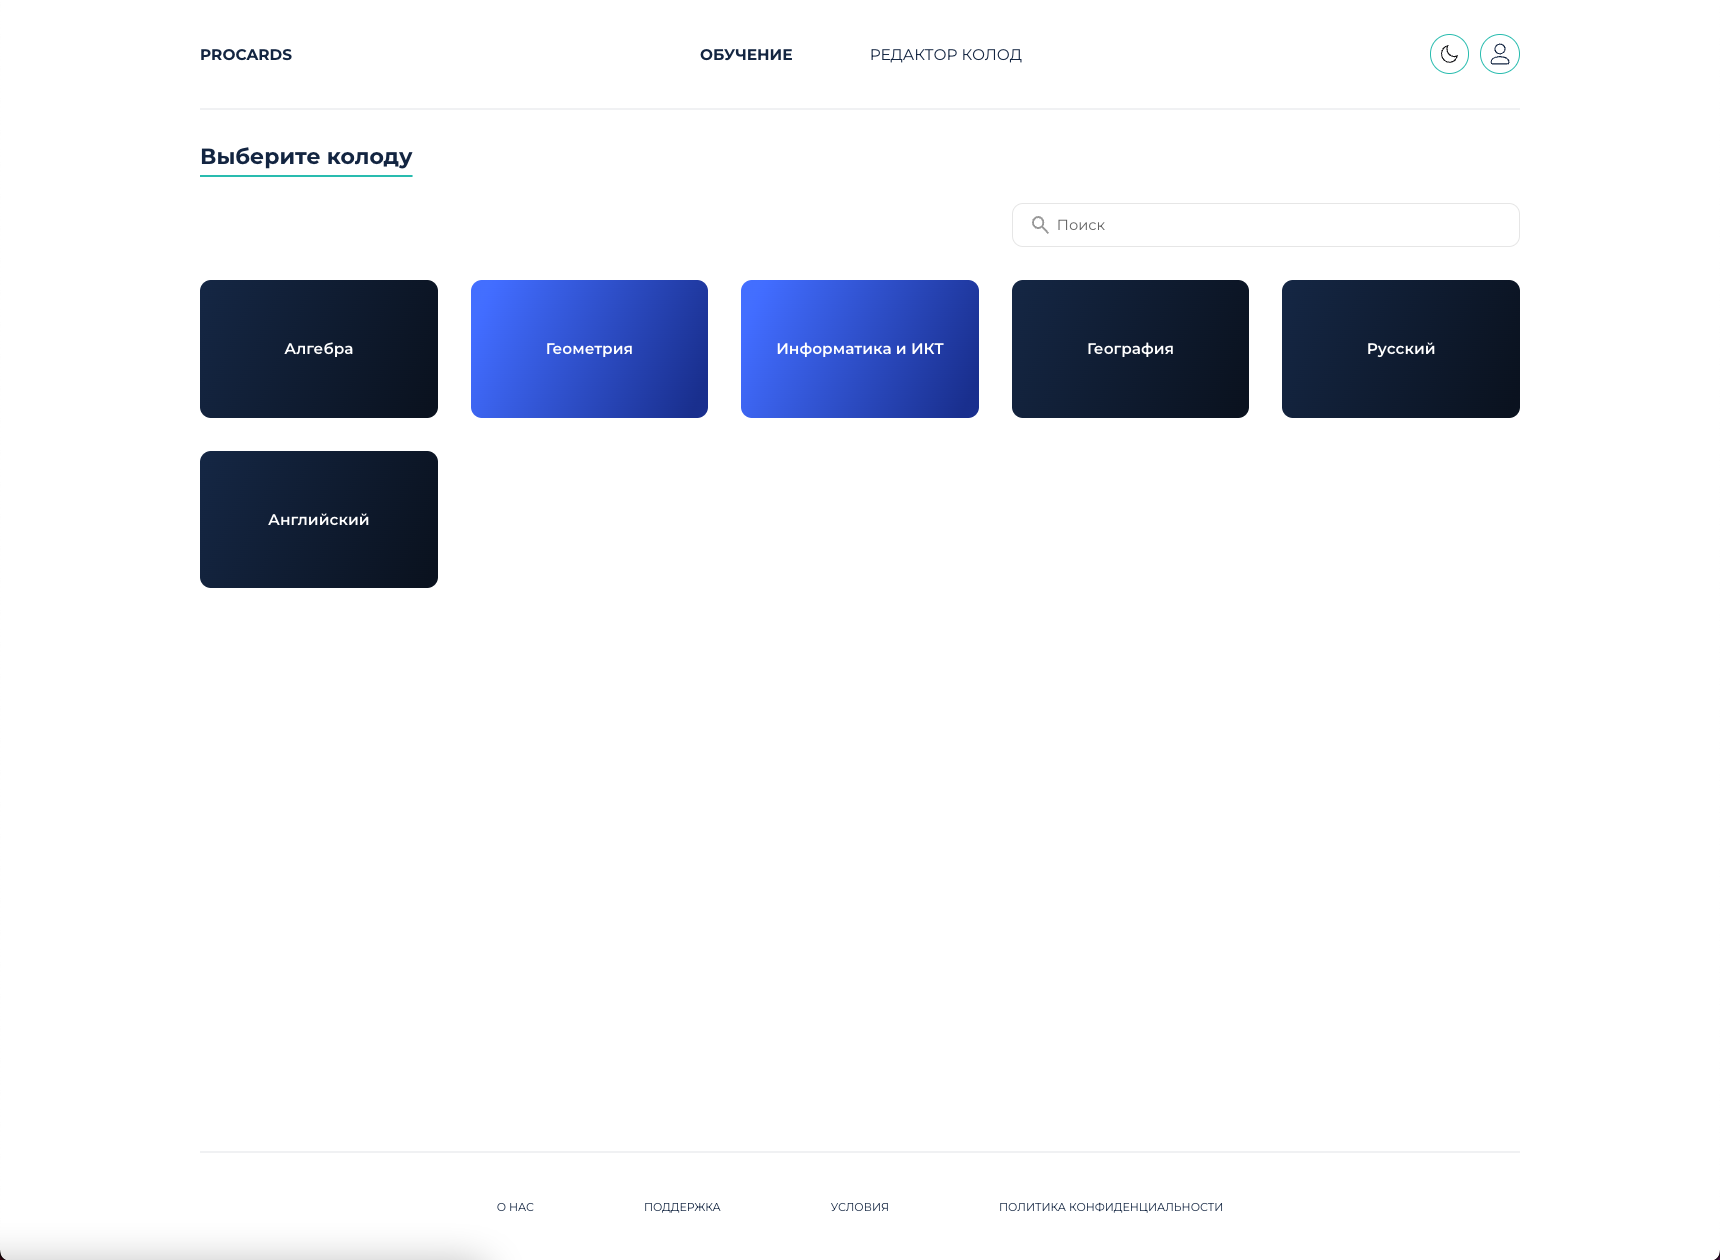 PROCARDS
ОБУЧЕНИЕ
РЕДАКТОР КОЛОД
Выберите колоду
Поиск
Алгебра
Геометрия
Информатика и ИКТ
География
Русский
Английский
О НАС
ПОДДЕРЖКА
УСЛОВИЯ
ПОЛИТИКА КОНФИДЕНЦИАЛЬНОСТИ